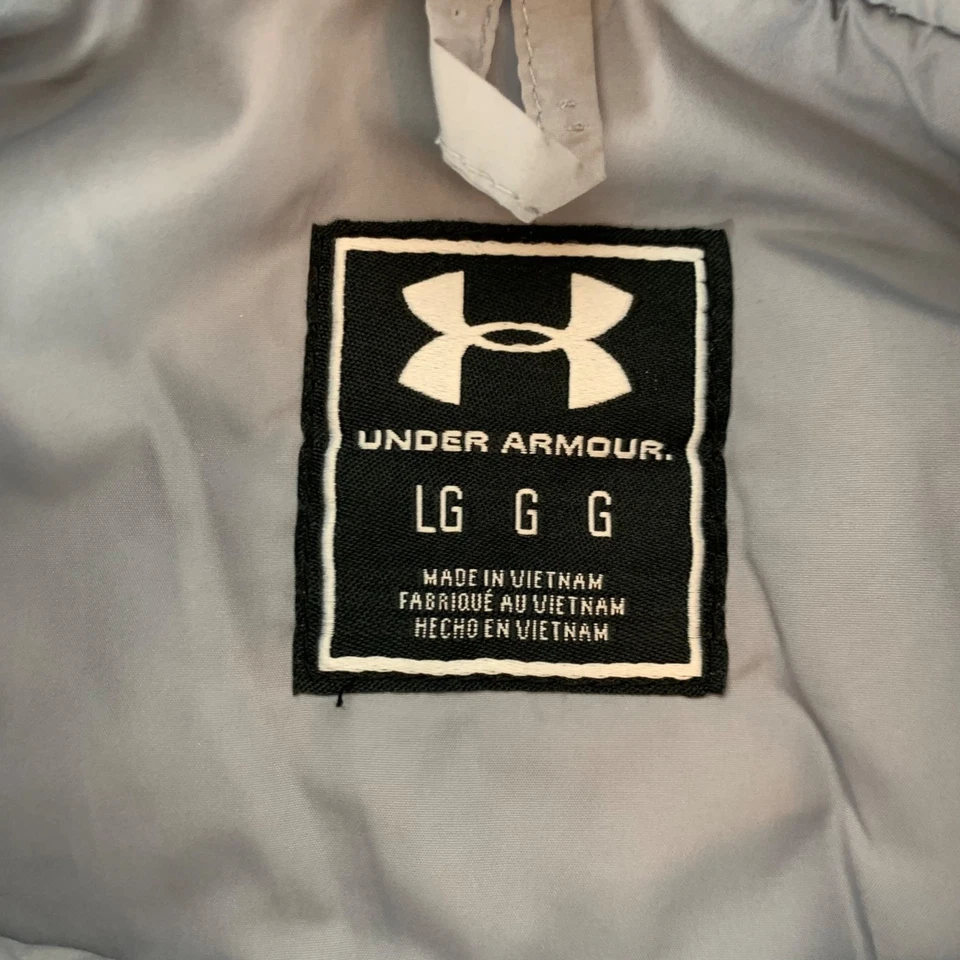 UNDER ARMOUR.
LG G G
MADE IN VIETNAM
FABRIQUÉ AU VIETNAM
HECHO EN VIETNAM